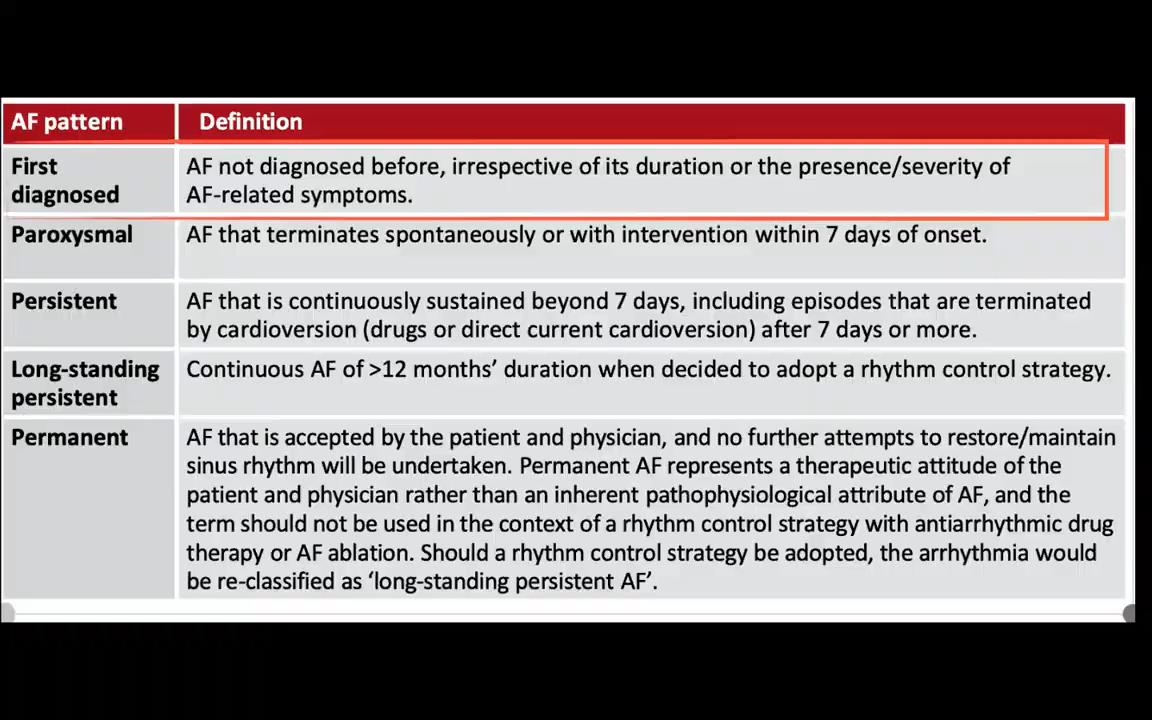 AF pattern Definition
First AF not diagnosed before, irrespective of its duration or the presence/severity of
diagnosed AF-related symptoms.
Paroxysmal AF that terminates spontaneously or with intervention within 7 days of onset.
Persistent AF that is continuously sustained beyond 7 days, including episodes that are terminated
by cardioversion (drugs or direct current cardioversion) after 7 days or more.
Long-standing Continuous AF of >12 months’ duration when decided to adopt a rhythm control strategy.
persistent
Permanent AF that is accepted by the patient and physician, and no further attempts to restore/maintain
sinus rhythm will be undertaken. Permanent AF represents a therapeutic attitude of the
patient and physician rather than an inherent pathophysiological attribute of AF, and the
term should not be used in the context of a rhythm control strategy with antiarrhythmic drug
therapy or AF ablation. Should a rhythm control strategy be adopted, the arrhythmia would
be re-classified as ‘long-standing persistent AF’.